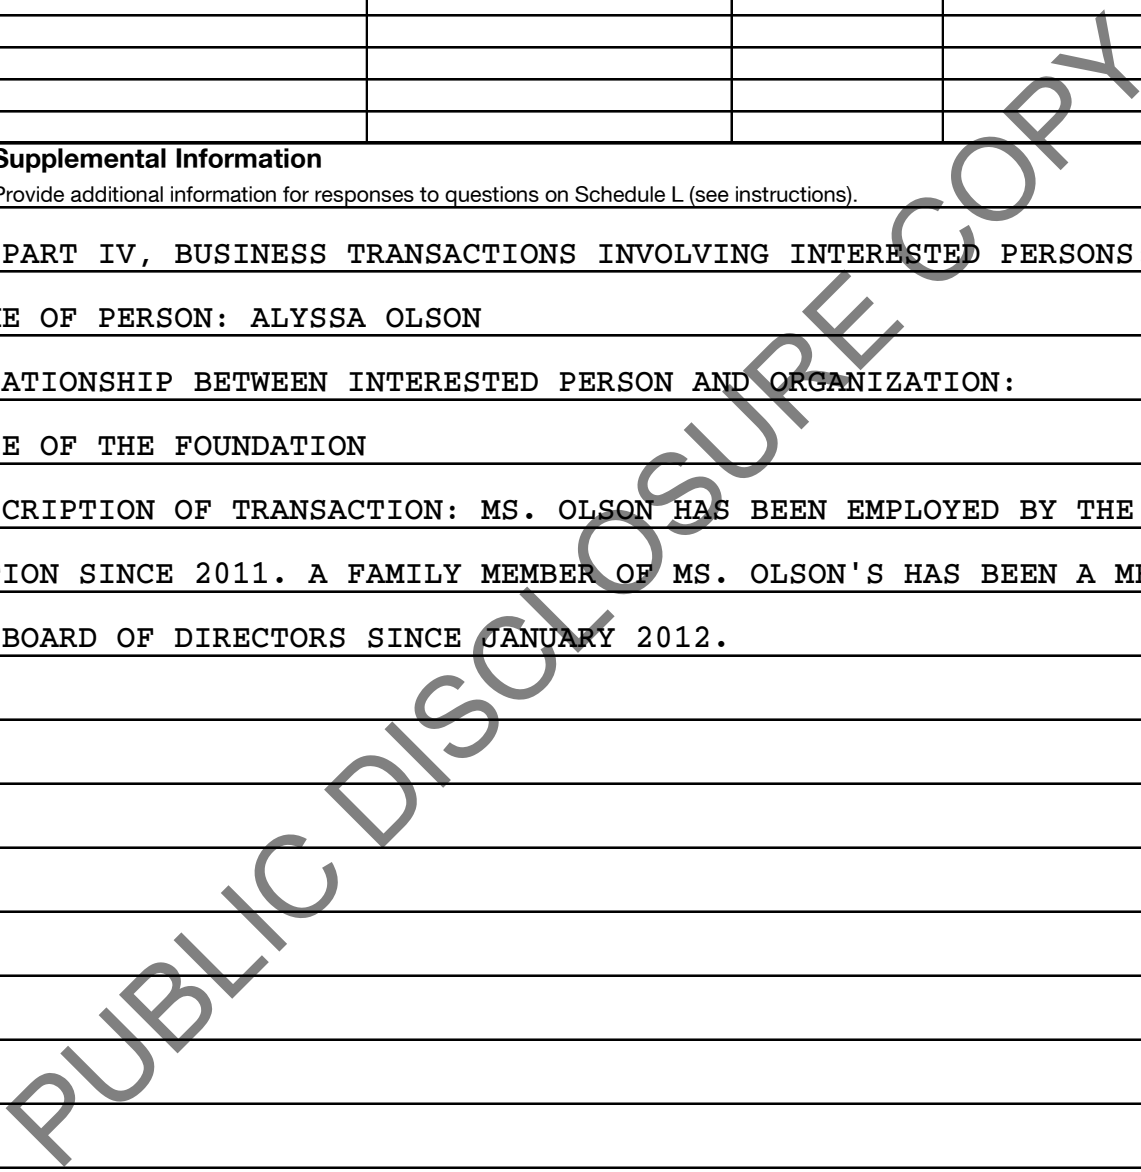 Supplemental Information
Provide additional information for responses to questions on Schedule L (see instructions).
PART IV, BUSINESS TRANSACTIONS INVOLVING INTERESTED PERSONS
E OF PERSON: ALYSSA OLSON
ATIONSHIP BETWEEN INTERESTED PERSON AND ORGANIZATION:
E OF THE FOUNDATION
CRIPTION OF TRANSACTION: MS. OLSON HAS BEEN EMPLOYED BY THE
ION SINCE 2011. A FAMILY MEMBER OF MS. OLSON'S HAS BEEN A ME
BOARD OF DIRECTORS SINCE JANUARY 2012.
PUBLIC DISCLOSURE COPY